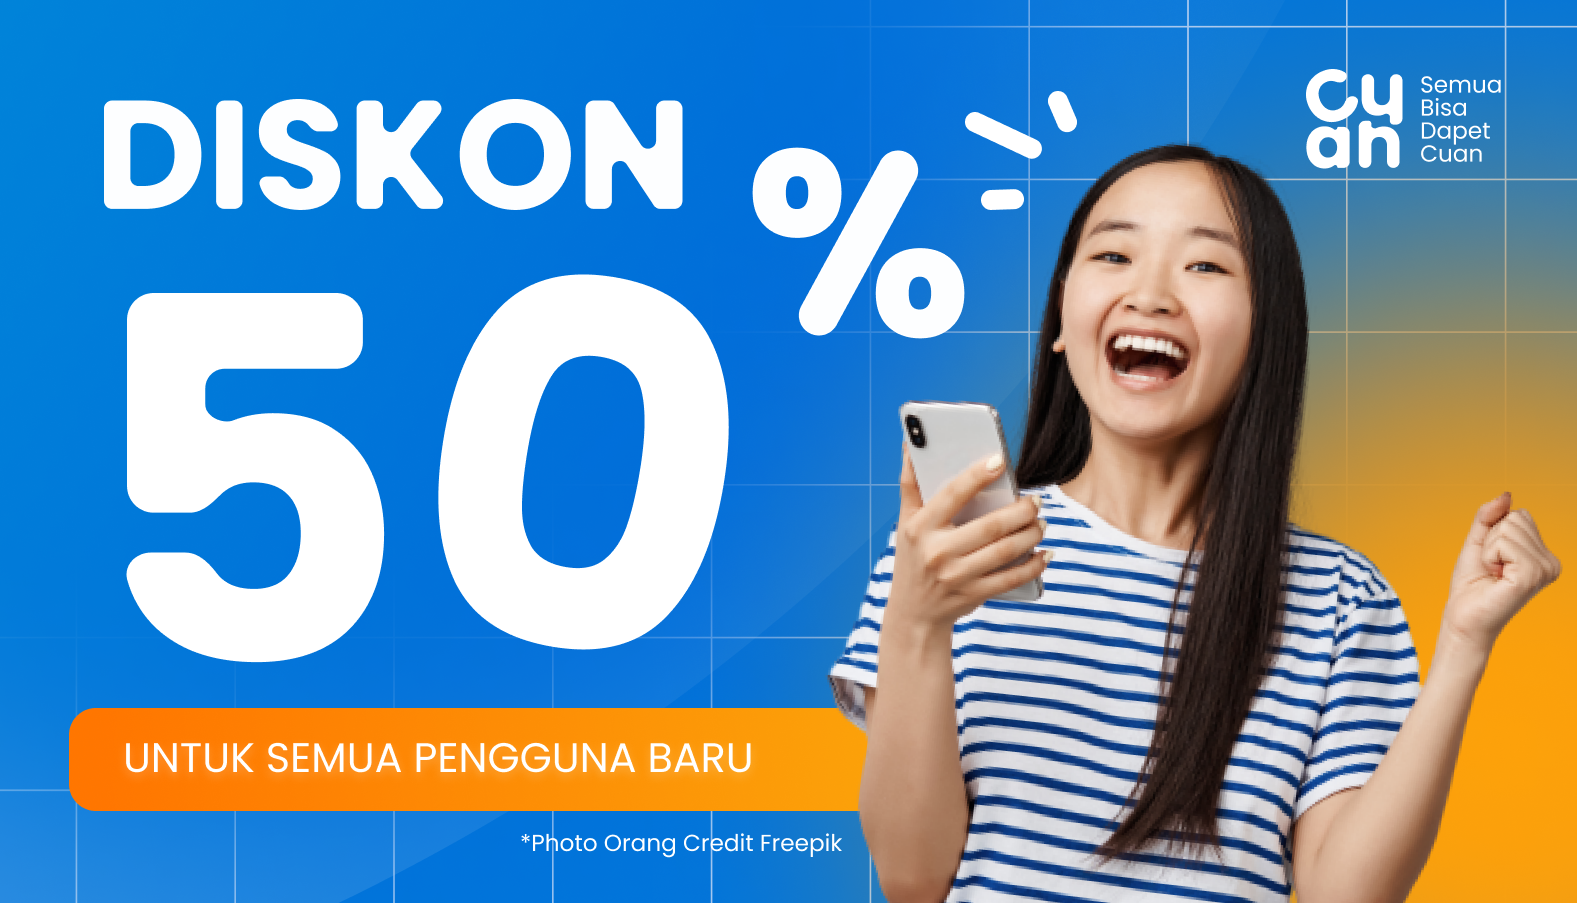 DISKON
50%
Cuan
Semua
Bisa
Dapet
Cuan
UNTUK SEMUA PENGGUNA BARU
*Photo Orang Credit Freepik